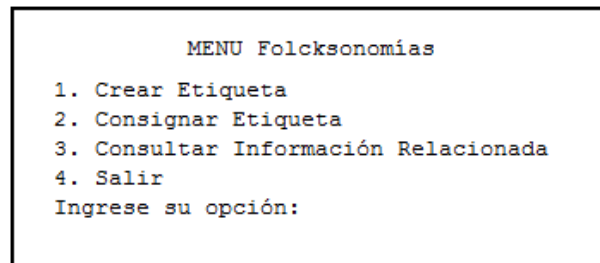 MENU Folcksonomías
1. Crear Etiqueta
2. Consignar Etiqueta
3. Consultar Información Relacionada
4. Salir
Ingrese su opción: